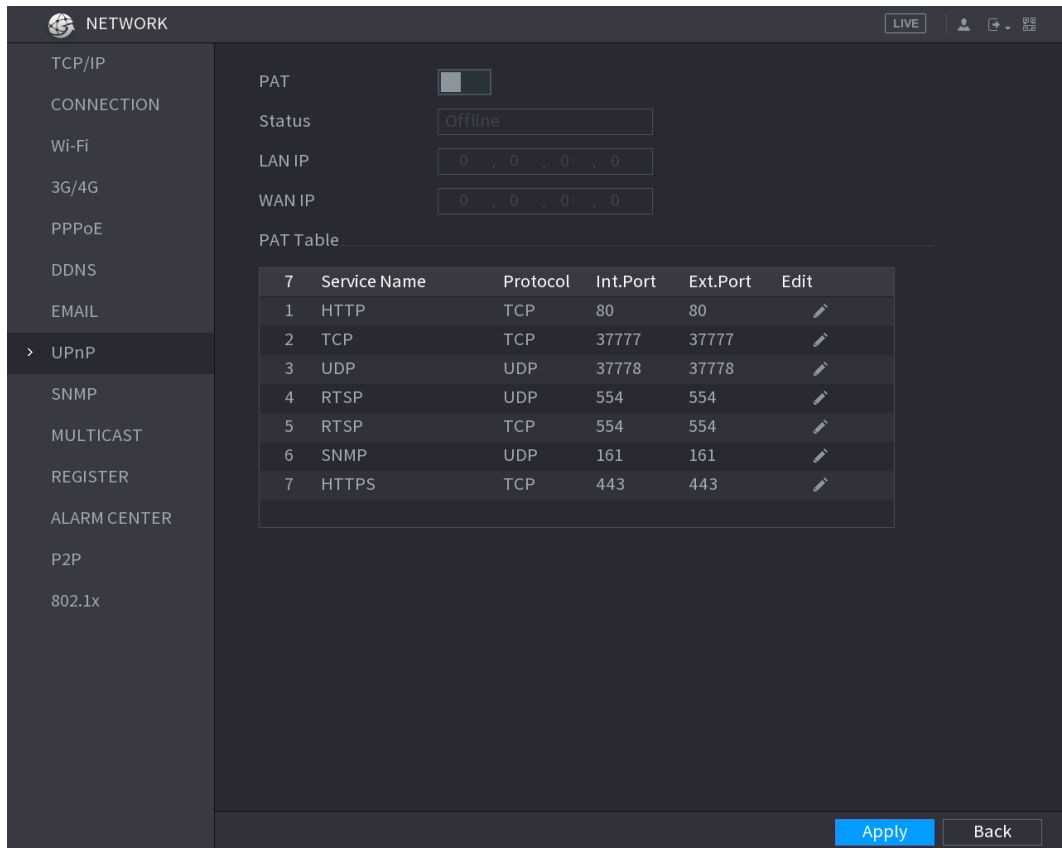 NETWORK
LIVE
TCP/IP
CONNECTION
Wi-Fi
3G/4G
PPPoE
DDNS
EMAIL
> UPnP
SNMP
MULTICAST
REGISTER
ALARM CENTER
P2P
802.1x
PAT
Status Offline
LAN IP 0 . 0 . 0 . 0
WAN IP 0 . 0 . 0 . 0
PAT Table
7 Service Name Protocol Int.Port Ext.Port Edit
1 HTTP TCP 80 80
2 TCP TCP 37777 37777
3 UDP UDP 37778 37778
4 RTSP UDP 554 554
5 RTSP TCP 554 554
6 SNMP UDP 161 161
7 HTTPS TCP 443 443
Apply Back